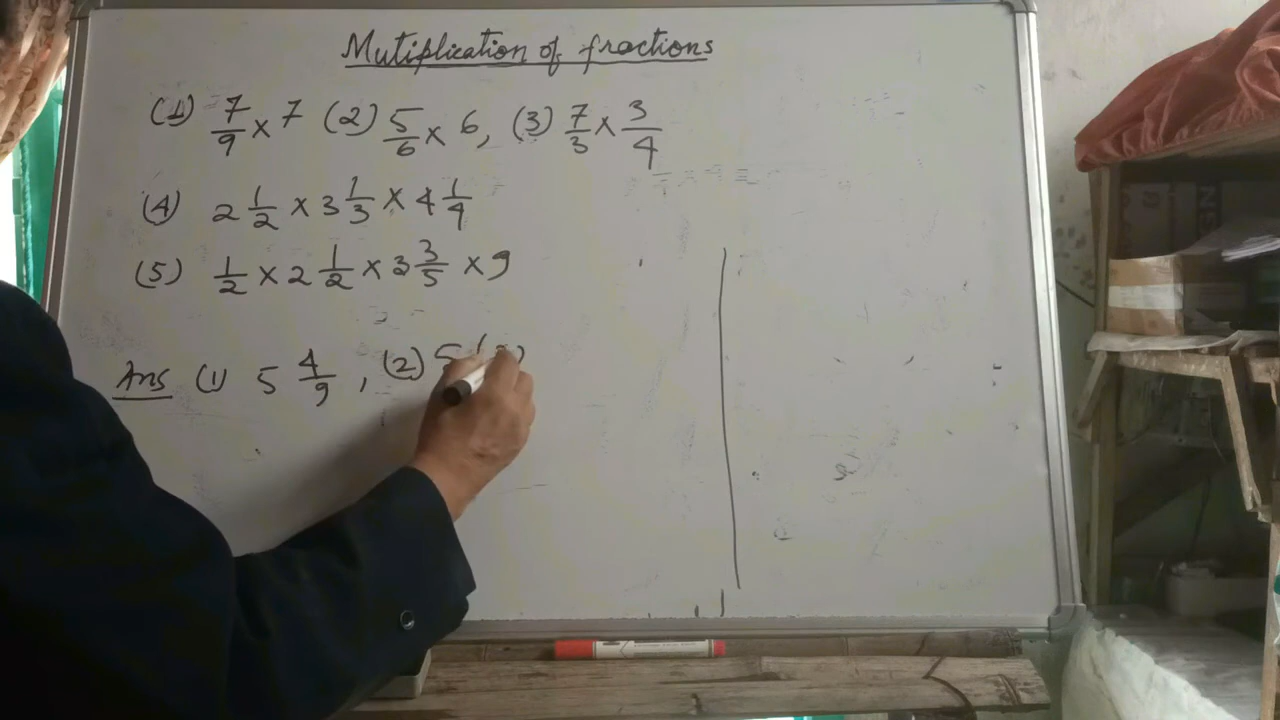 Mutiplication of fractions
(1) 7/9 × 7 (2) 5/6 × 6, (3) 7/3 × 3/4
(4) 2 1/2 × 3 1/3 × 4 1/4
(5) 1/2 × 2 1/2 × 3 3/5 × 9
Ans (1) 5 4/9, (2) 5